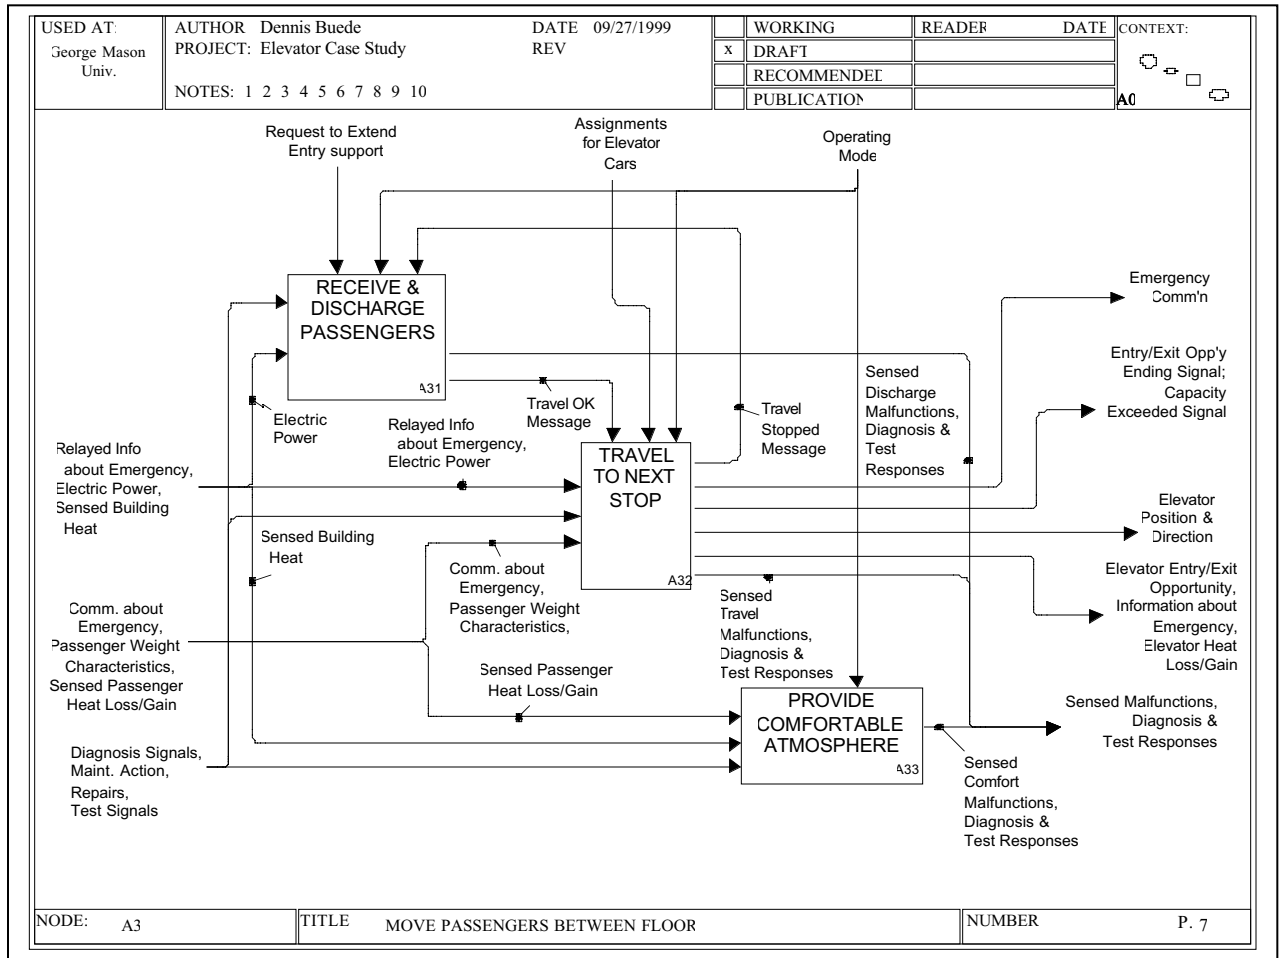 USED AT:
George Mason
Univ.
AUTHOR Dennis Buede
PROJECT: Elevator Case Study
NOTES: 1 2 3 4 5 6 7 8 9 10
DATE 09/27/1999
REV
WORKING
x DRAFT
RECOMMENDED
PUBLICATION
READER DATE
CONTEXT:
A0
Request to Extend
Entry support
Assignments
for Elevator
Cars
Operating
Mode
RECEIVE &
DISCHARGE
PASSENGERS
A31
Electric
Power
Travel OK
Message
Relayed Info
about Emergency,
Electric Power
Relayed Info
about Emergency,
Electric Power,
Sensed Building
Heat
TRAVEL
TO NEXT
STOP
A32
Travel
Stopped
Message
Sensed
Discharge
Malfunctions,
Diagnosis &
Test
Responses
Emergency
Comm'n
Entry/Exit Opp'y
Ending Signal;
Capacity
Exceeded Signal
Elevator
Position &
Direction
Elevator Entry/Exit
Opportunity,
Information about
Emergency,
Elevator Heat
Loss/Gain
Sensed Building
Heat
Comm. about
Emergency,
Passenger Weight
Characteristics,
Comm. about
Emergency,
Passenger Weight
Characteristics,
Sensed Passenger
Heat Loss/Gain
Sensed
Travel
Malfunctions,
Diagnosis &
Test Responses
Sensed Passenger
Heat Loss/Gain
PROVIDE
COMFORTABLE
ATMOSPHERE
A33
Sensed Malfunctions,
Diagnosis &
Test Responses
Diagnosis Signals,
Maint. Action,
Repairs,
Test Signals
Sensed
Comfort
Malfunctions,
Diagnosis &
Test Responses
NODE: A3
TITLE MOVE PASSENGERS BETWEEN FLOOR
NUMBER P. 7